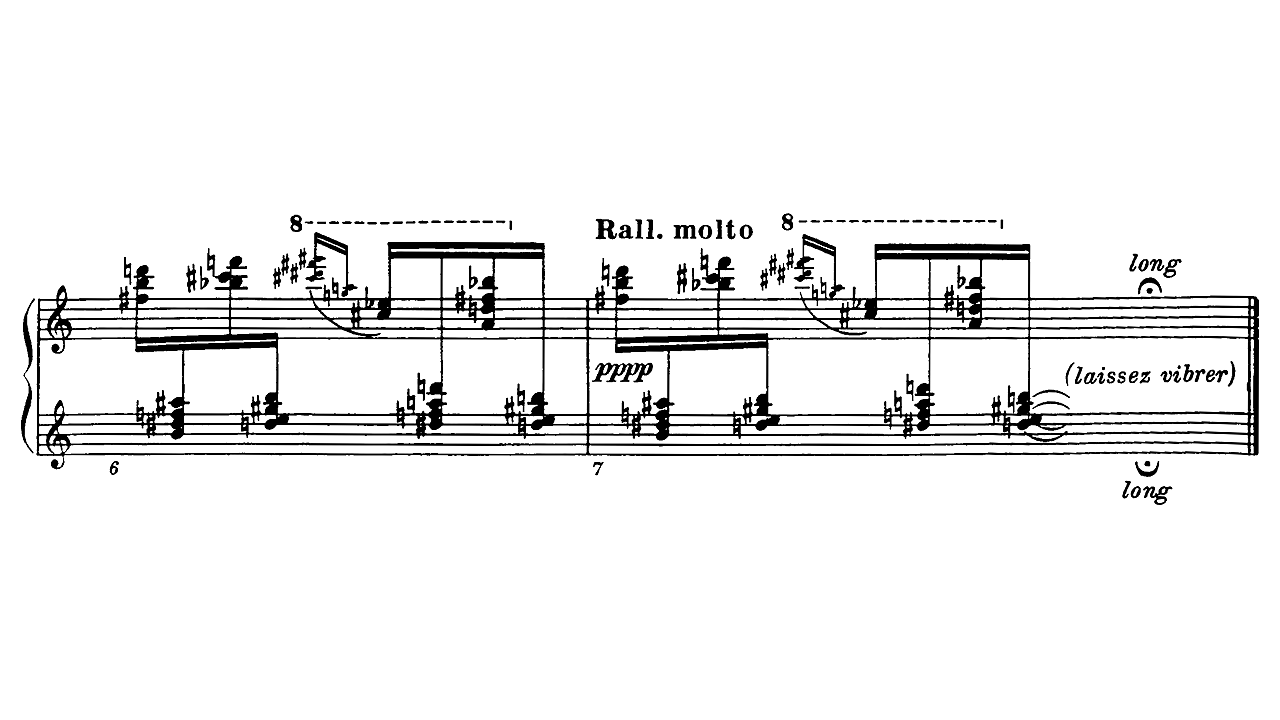 8 8
Rall. molto
long
pppp
(laissez vibrer)
6 7
long